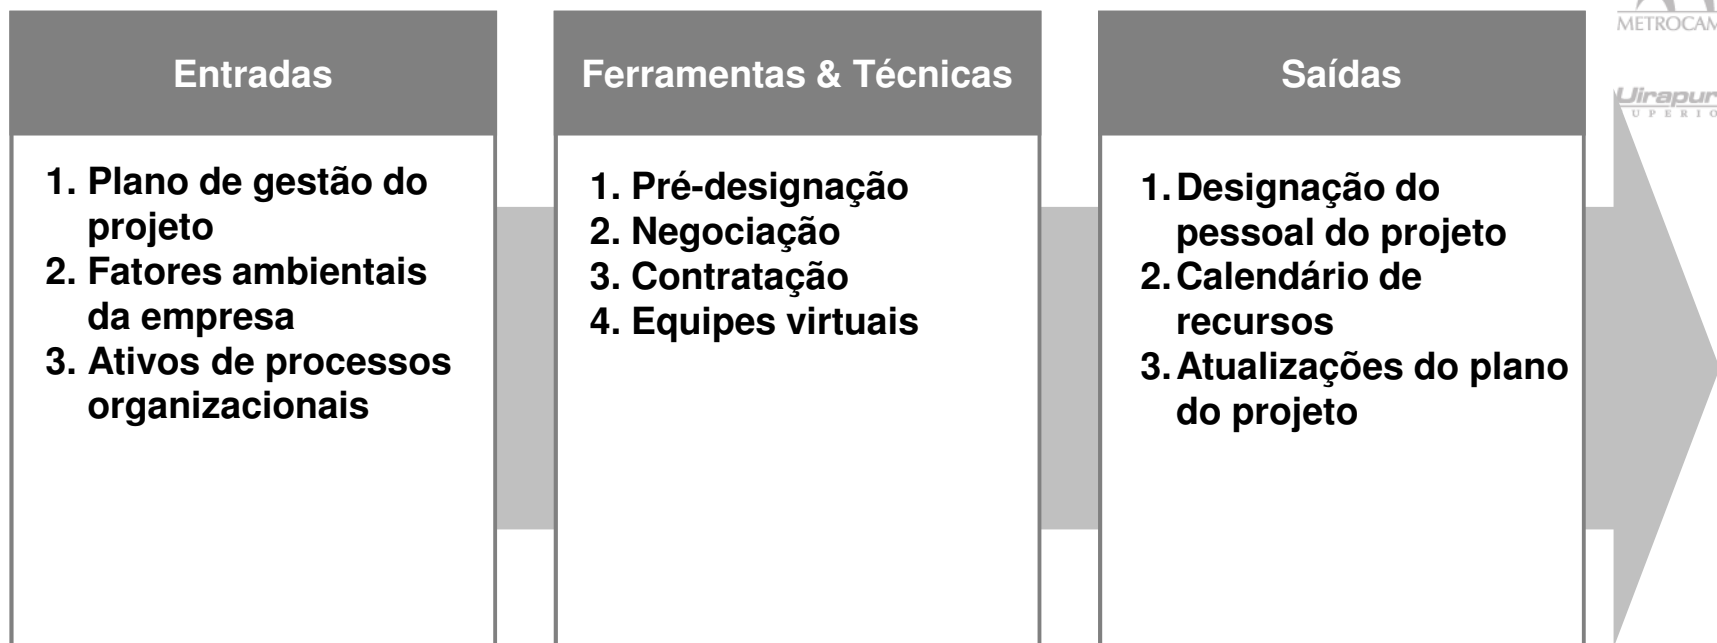 METROCAM
Uirapur
UPERIO
Entradas
1. Plano de gestão do
projeto
2. Fatores ambientais
da empresa
3. Ativos de processos
organizacionais
Ferramentas & Técnicas
1. Pré-designação
2. Negociação
3. Contratação
4. Equipes virtuais
Saídas
1. Designação do
pessoal do projeto
2. Calendário de
recursos
3. Atualizações do plano
do projeto